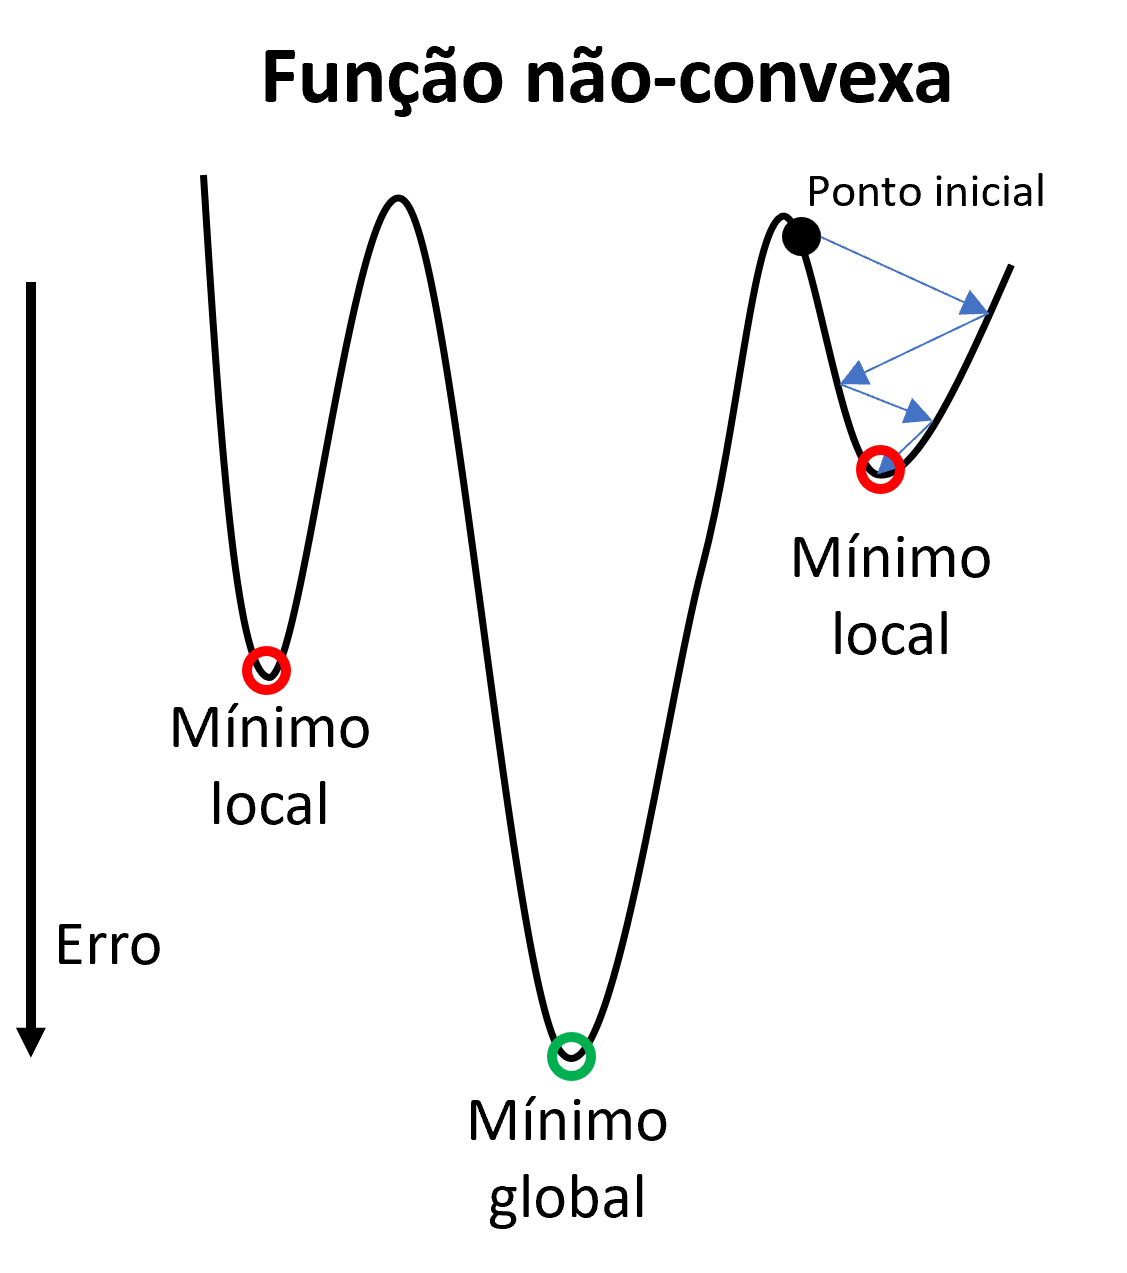 Função não-convexa
Ponto inicial
Mínimo
local
Mínimo
local
Erro
Mínimo
global